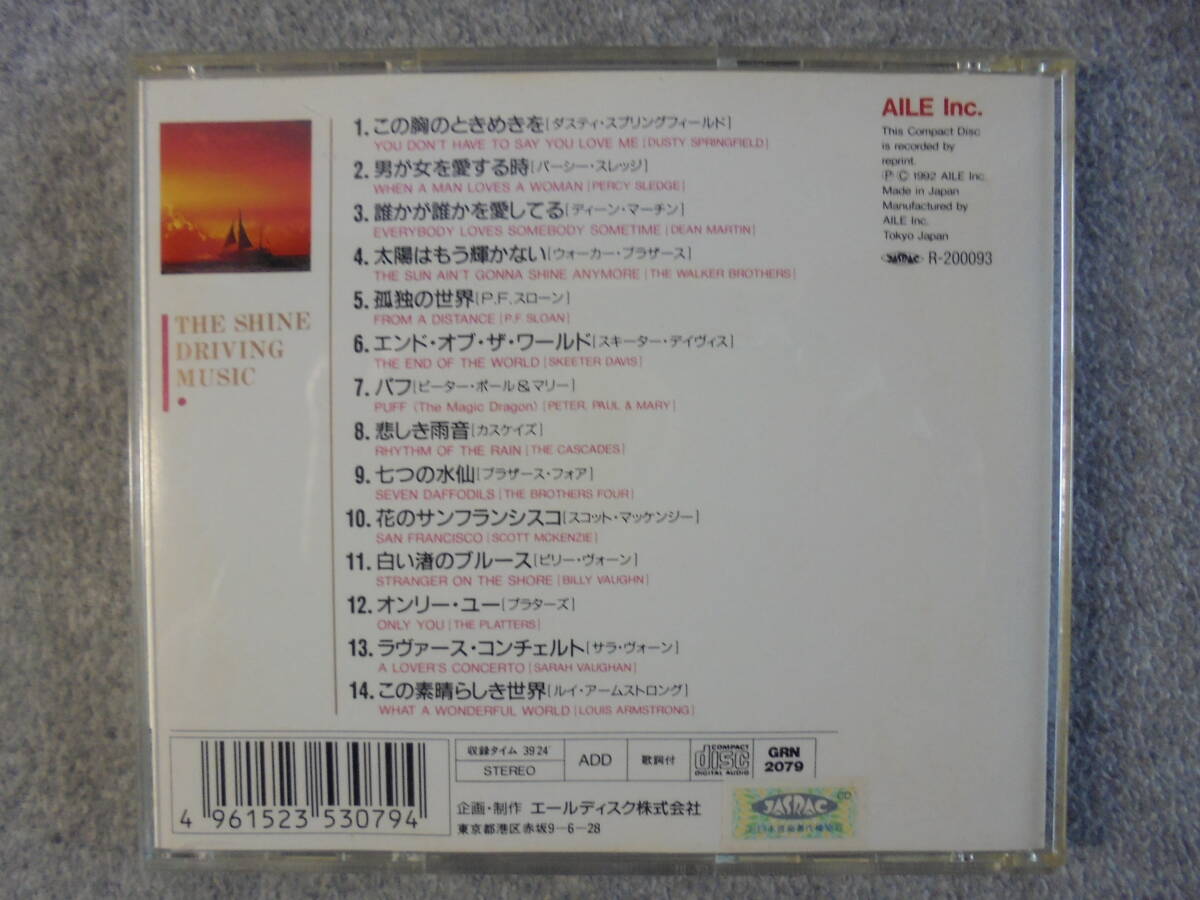 THE SHINE
DRIVING
MUSIC
1. この胸のときめきを[ダスティ・スプリングフィールド]
YOU DON'T HAVE TO SAY YOU LOVE ME [DUSTY SPRINGFIELD]
2. 男が女を愛する時[パーシー・スレッジ]
WHEN A MAN LOVES A WOMAN [PERCY SLEDGE]
3. 誰かが誰かを愛してる[ディーン・マーチン]
EVERYBODY LOVES SOMEBODY SOMETIME [DEAN MARTIN]
4. 太陽はもう輝かない[ウォーカー・ブラザース]
THE SUN AIN'T GONNA SHINE ANYMORE [THE WALKER BROTHERS]
5. 孤独の世界[P.F.スローン]
FROM A DISTANCE [P.F. SLOAN]
6. エンド・オブ・ザ・ワールド[スキーター・デイヴィス]
THE END OF THE WORLD [SKEETER DAVIS]
7. パフ[ピーター・ポール&マリー]
PUFF (The Magic Dragon) [PETER, PAUL & MARY]
8. 悲しき雨音[カスケイズ]
RHYTHM OF THE RAIN [THE CASCADES]
9. 七つの水仙[ブラザース・フォア]
SEVEN DAFFODILS [THE BROTHERS FOUR]
10. 花のサンフランシスコ[スコット・マッケンジー]
SAN FRANCISCO [SCOTT MCKENZIE]
11. 白い渚のブルース[ビリー・ヴォーン]
STRANGER ON THE SHORE [BILLY VAUGHN]
12. オンリー・ユー[プラターズ]
ONLY YOU [THE PLATTERS]
13. ラヴァース・コンチェルト[サラ・ヴォーン]
A LOVER'S CONCERTO [SARAH VAUGHAN]
14. この素晴らしき世界[ルイ・アームストロング]
WHAT A WONDERFUL WORLD [LOUIS ARMSTRONG]
AILE Inc.
This Compact Disc
is recorded by
reprint.
Ⓟ Ⓒ 1992 AILE Inc.
Made in Japan
Manufactured by
AILE Inc.
Tokyo Japan
JASRAC R-200093
4 961523 530794
収録タイム 39'24"
STEREO
ADD
歌詞付
COMPACT
disc
DIGITAL AUDIO
GRN
2079
企画・制作 エールディスク株式会社
東京都港区赤坂9-6-28
CD
JASRAC